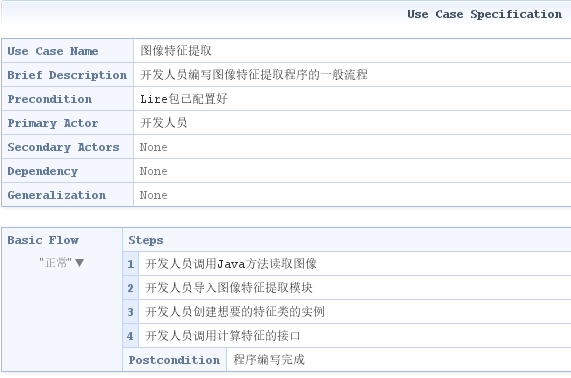 Use Case Specification
Use Case Name 图像特征提取
Brief Description 开发人员编写图像特征提取程序的一般流程
Precondition Lire包已配置好
Primary Actor 开发人员
Secondary Actors None
Dependency None
Generalization None
Basic Flow Steps
"正常" ▼
1 开发人员调用Java方法读取图像
2 开发人员导入图像特征提取模块
3 开发人员创建想要的特征类的实例
4 开发人员调用计算特征的接口
Postcondition 程序编写完成